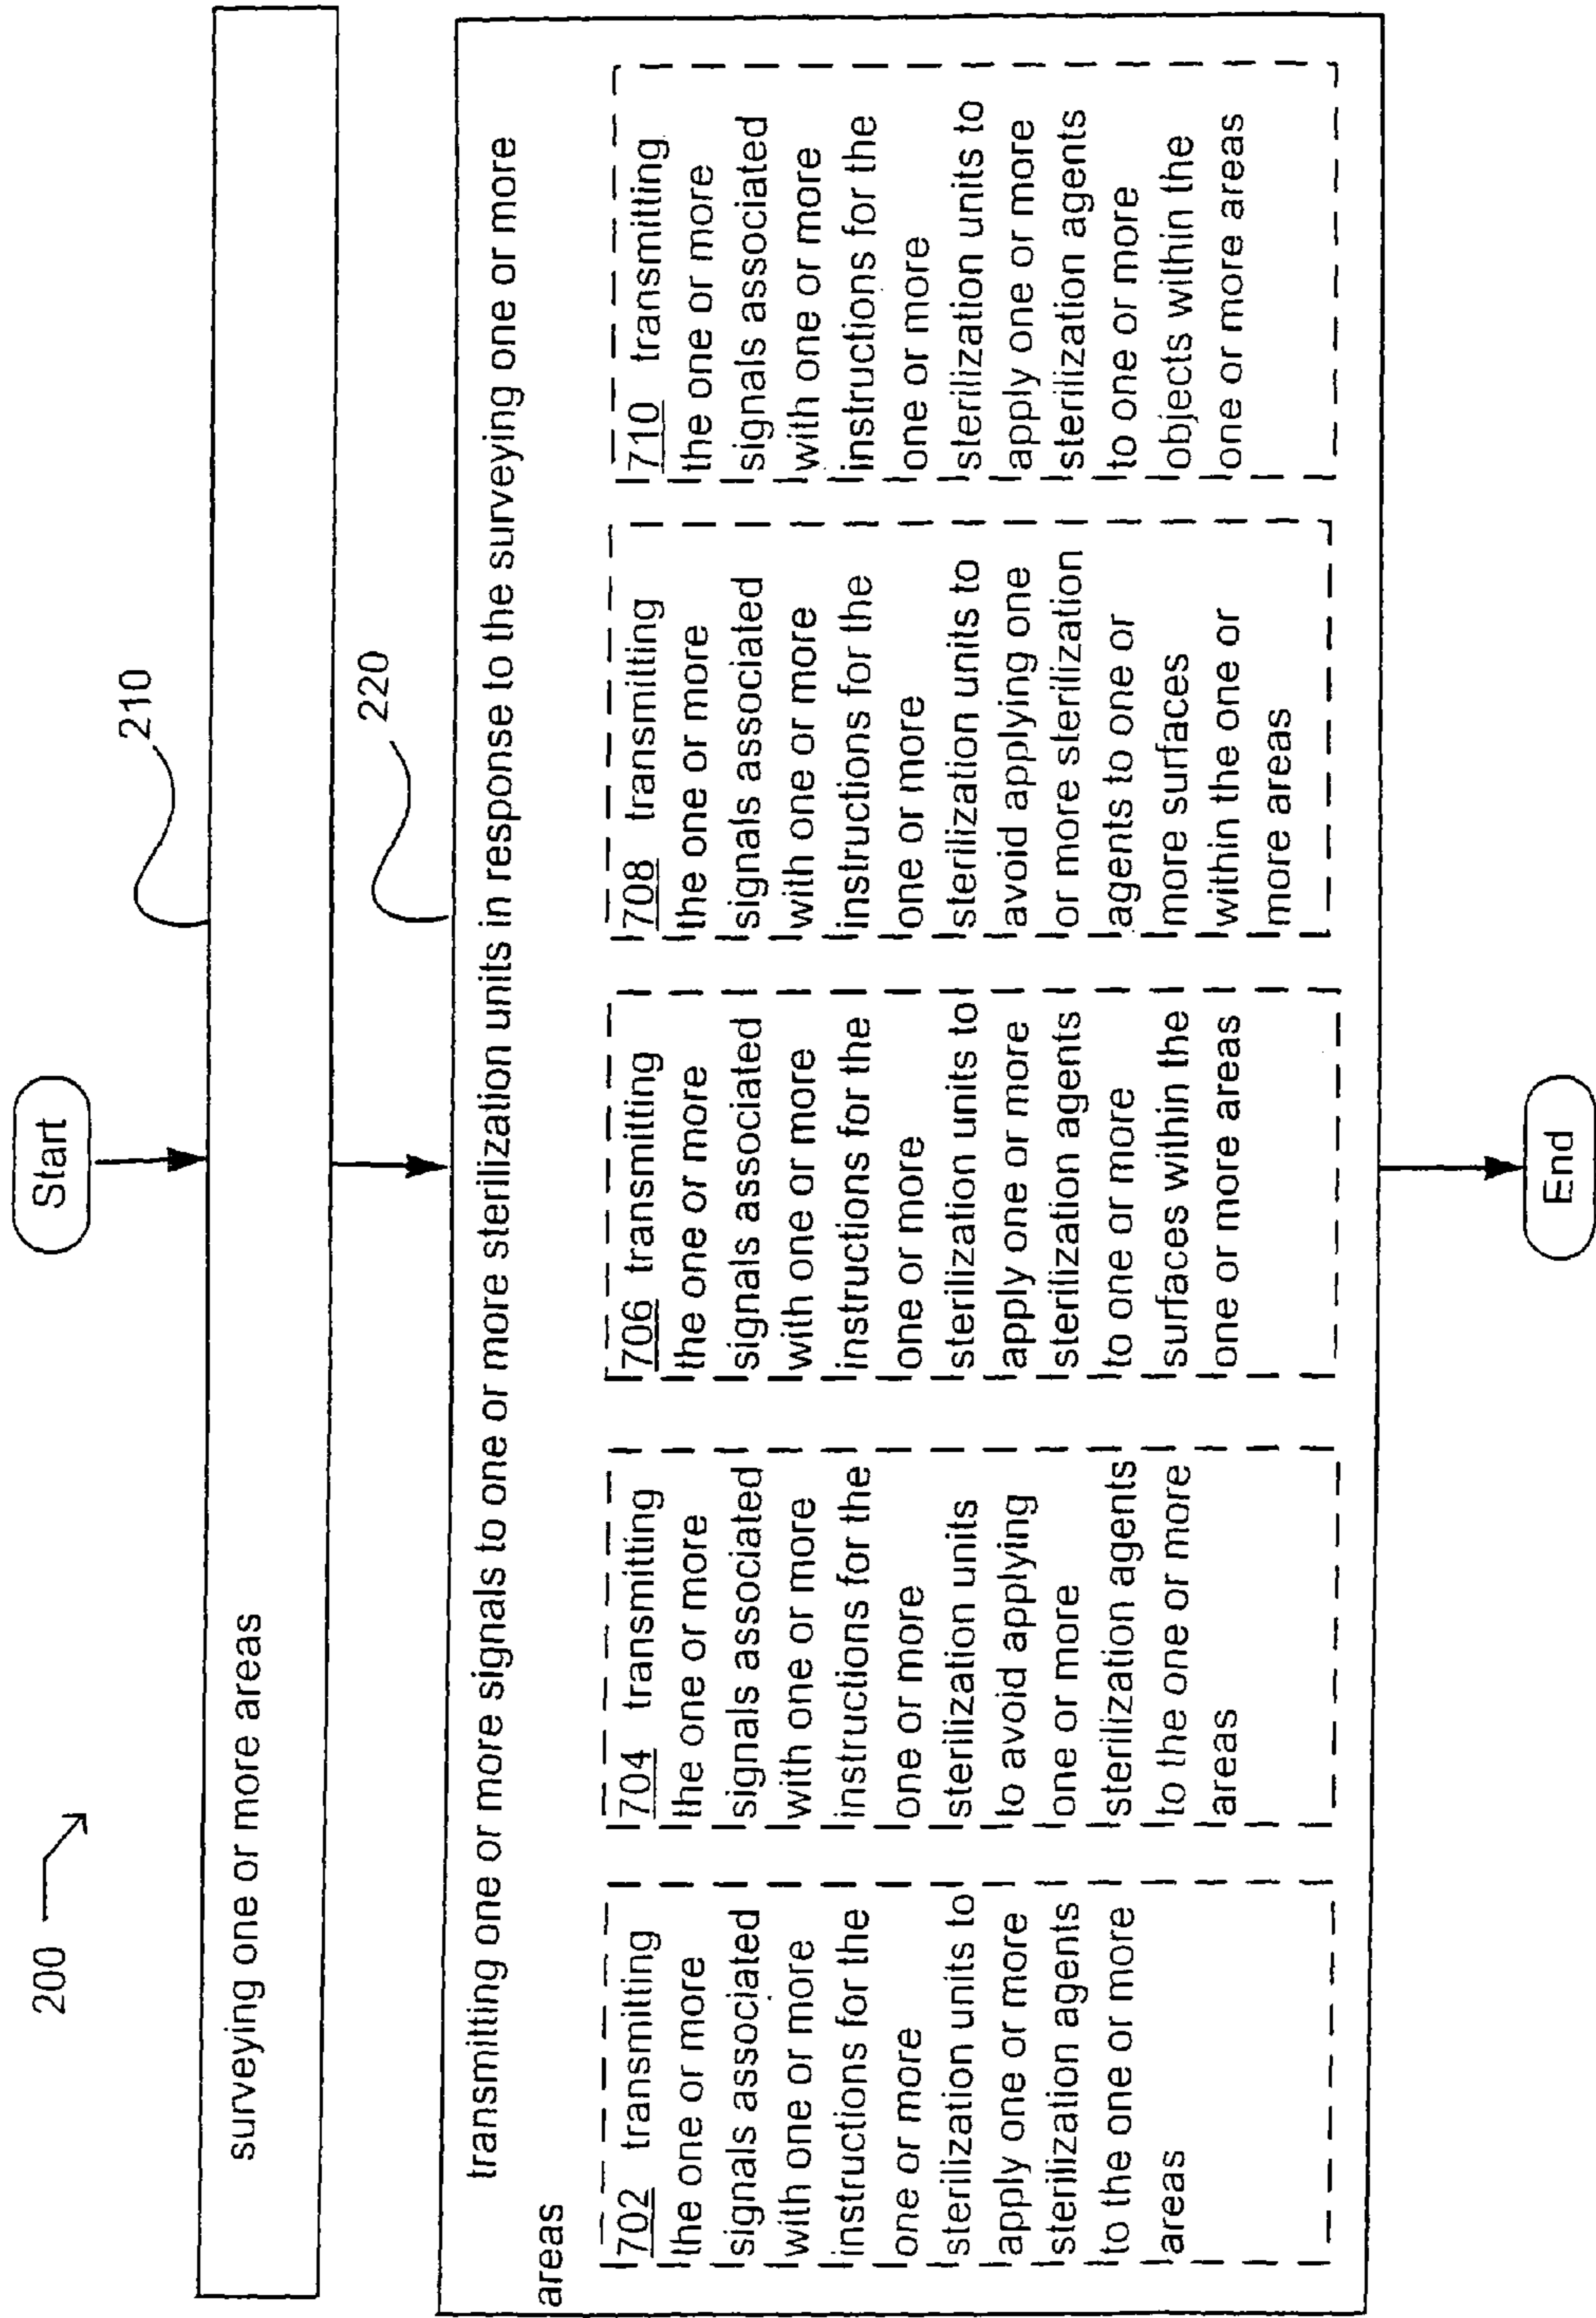 200
Start
210
surveying one or more areas
220
transmitting one or more signals to one or more sterilization units in response to the surveying one or more
areas
702 transmitting
the one or more
signals associated
with one or more
instructions for the
one or more
sterilization units to
apply one or more
sterilization agents
to the one or more
areas
704 transmitting
the one or more
signals associated
with one or more
instructions for the
one or more
sterilization units
to avoid applying
one or more
sterilization agents
to the one or more
areas
706 transmitting
the one or more
signals associated
with one or more
instructions for the
one or more
sterilization units to
apply one or more
sterilization agents
to one or more
surfaces within the
one or more areas
708 transmitting
the one or more
signals associated
with one or more
instructions for the
one or more
sterilization units to
avoid applying one
or more sterilization
agents to one or
more surfaces
within the one or
more areas
710 transmitting
the one or more
signals associated
with one or more
instructions for the
one or more
sterilization units to
apply one or more
sterilization agents
to one or more
objects within the
one or more areas
End